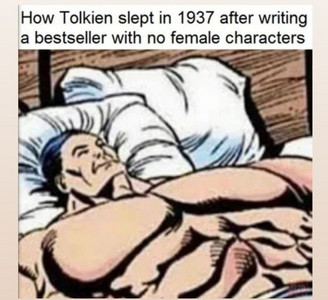 How Tolkien slept in 1937 after writing
a bestseller with no female characters